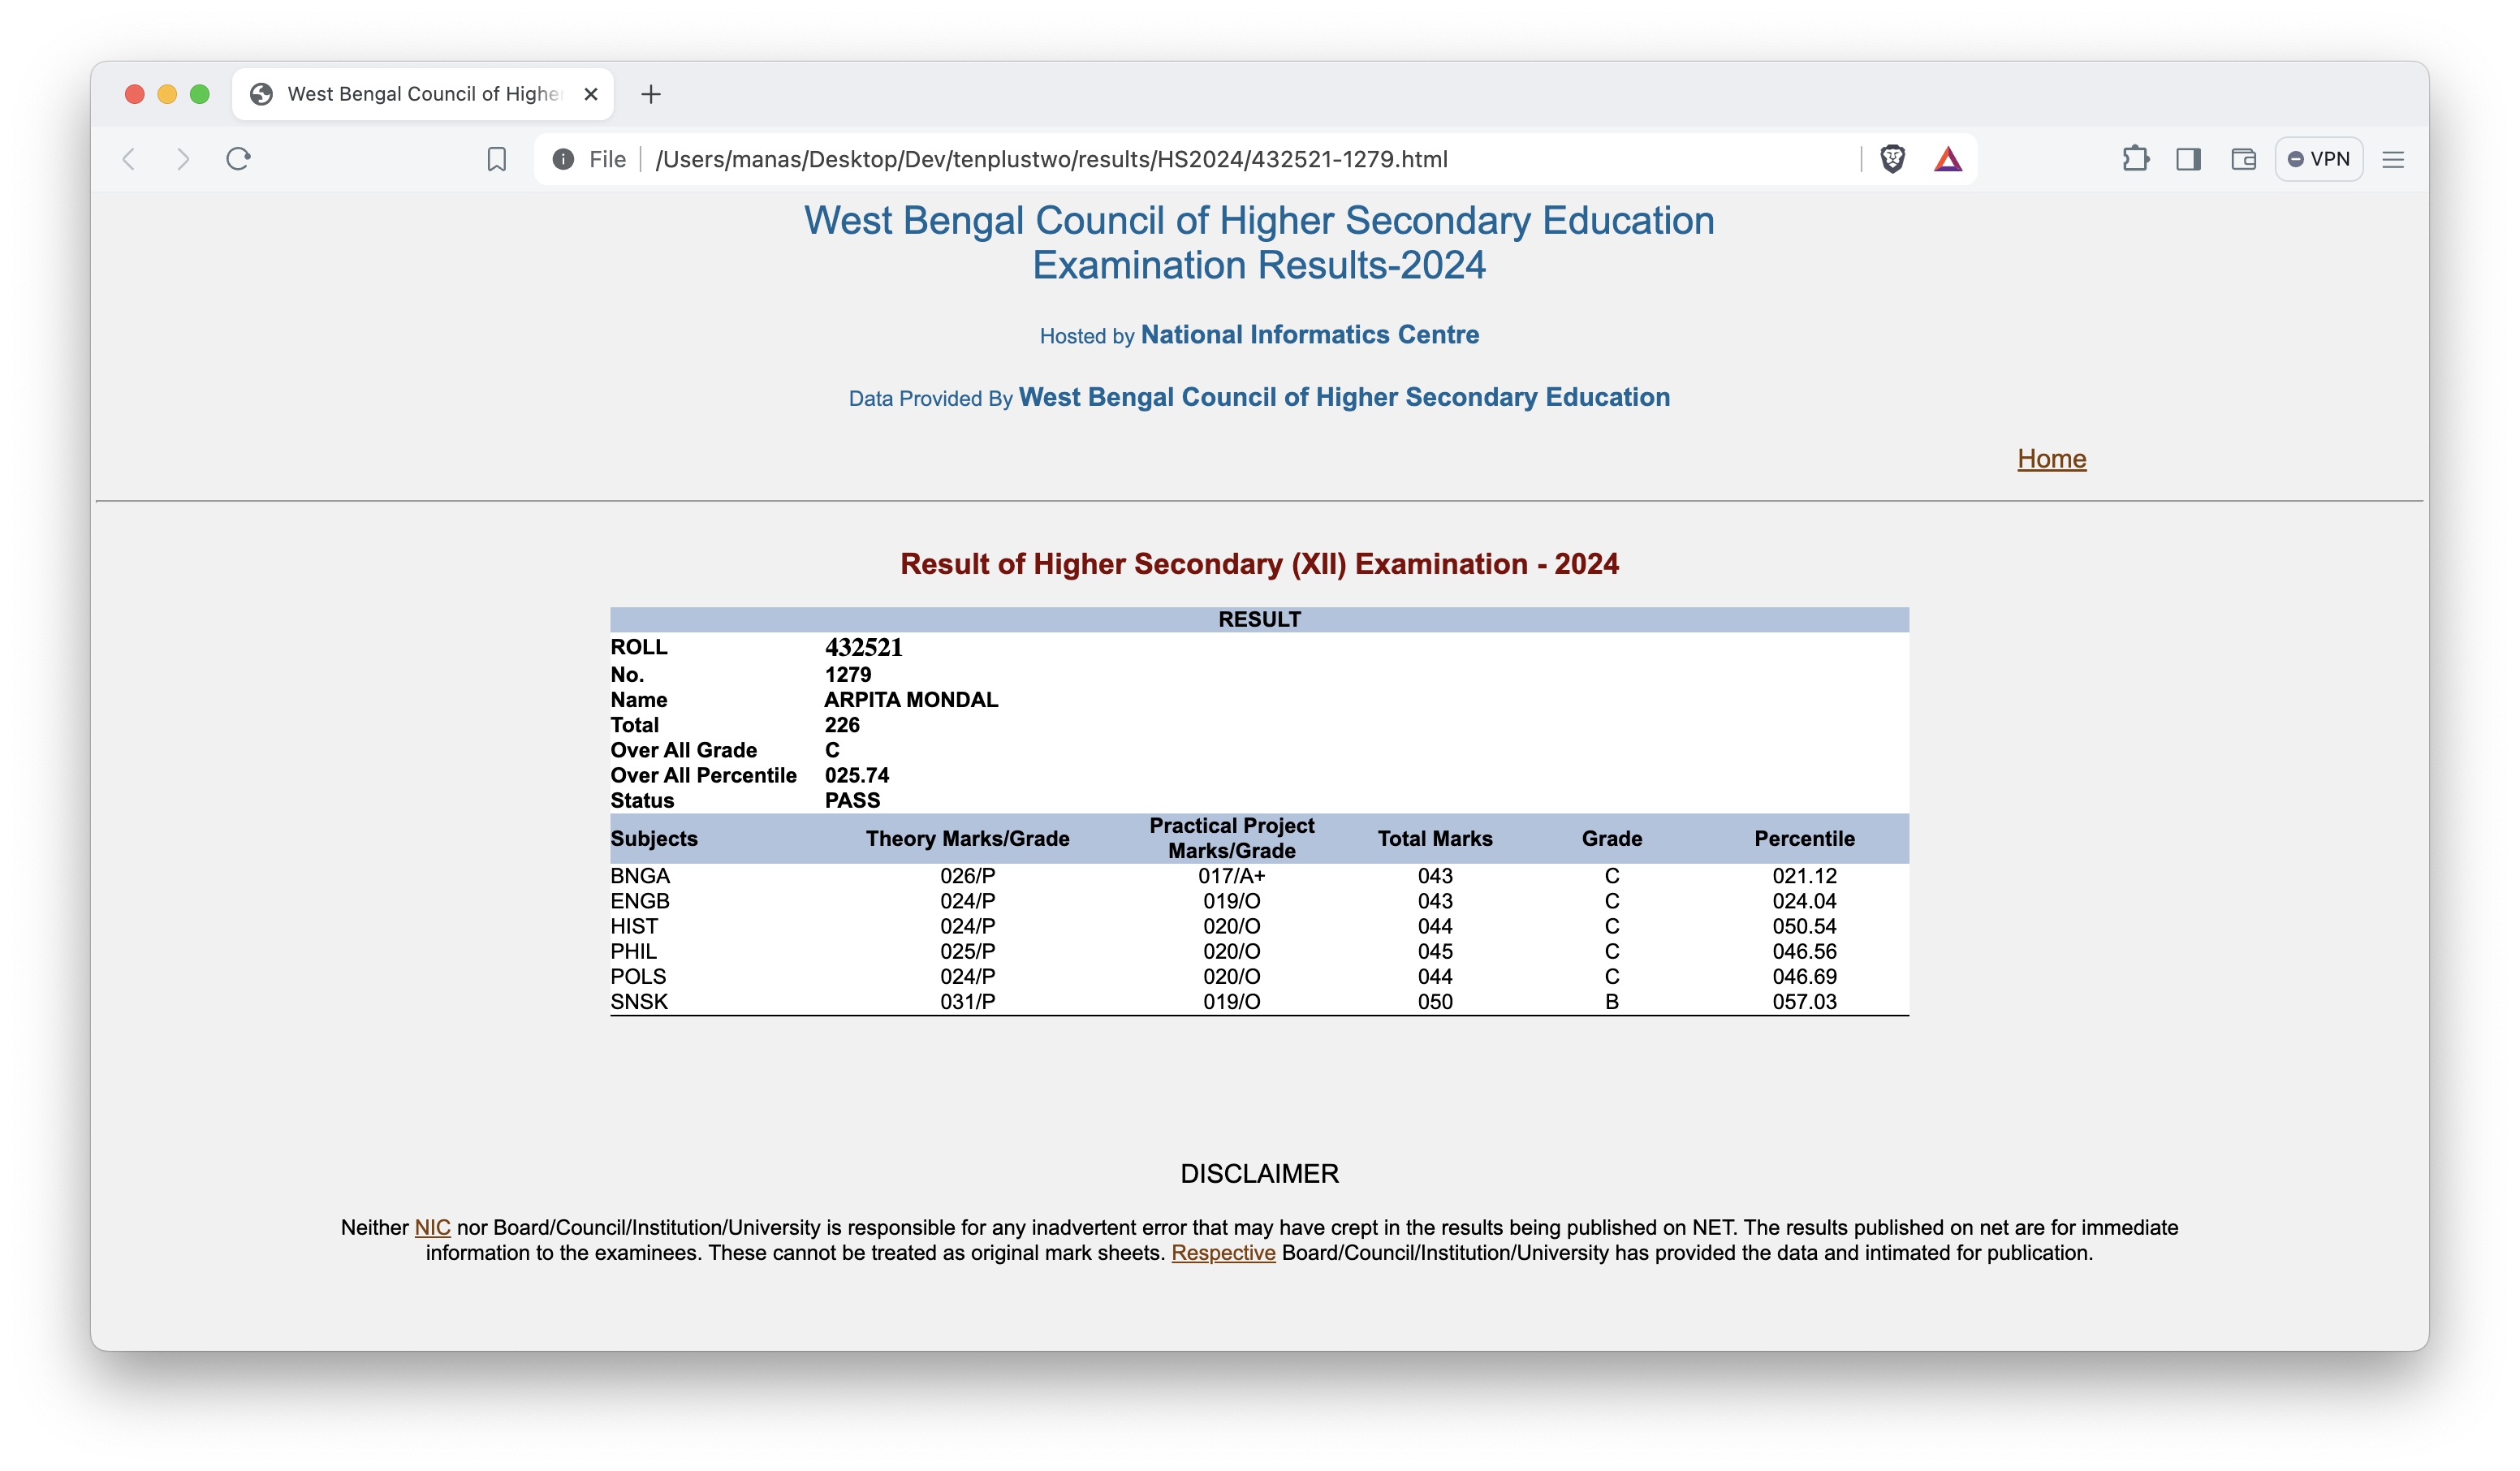 West Bengal Council of Highe
File
/Users/manas/Desktop/Dev/tenplustwo/results/HS2024/432521-1279.html
VPN
West Bengal Council of Higher Secondary Education
Examination Results-2024
Hosted by National Informatics Centre
Data Provided By West Bengal Council of Higher Secondary Education
Home
Result of Higher Secondary (XII) Examination - 2024
RESULT
ROLL 432521
No. 1279
Name ARPITA MONDAL
Total 226
Over All Grade C
Over All Percentile 025.74
Status PASS
Subjects Theory Marks/Grade Practical Project Marks/Grade Total Marks Grade Percentile
BNGA 026/P 017/A+ 043 C 021.12
ENGB 024/P 019/O 043 C 024.04
HIST 024/P 020/O 044 C 050.54
PHIL 025/P 020/O 045 C 046.56
POLS 024/P 020/O 044 C 046.69
SNSK 031/P 019/O 050 B 057.03
DISCLAIMER
Neither NIC nor Board/Council/Institution/University is responsible for any inadvertent error that may have crept in the results being published on NET. The results published on net are for immediate
information to the examinees. These cannot be treated as original mark sheets. Respective Board/Council/Institution/University has provided the data and intimated for publication.